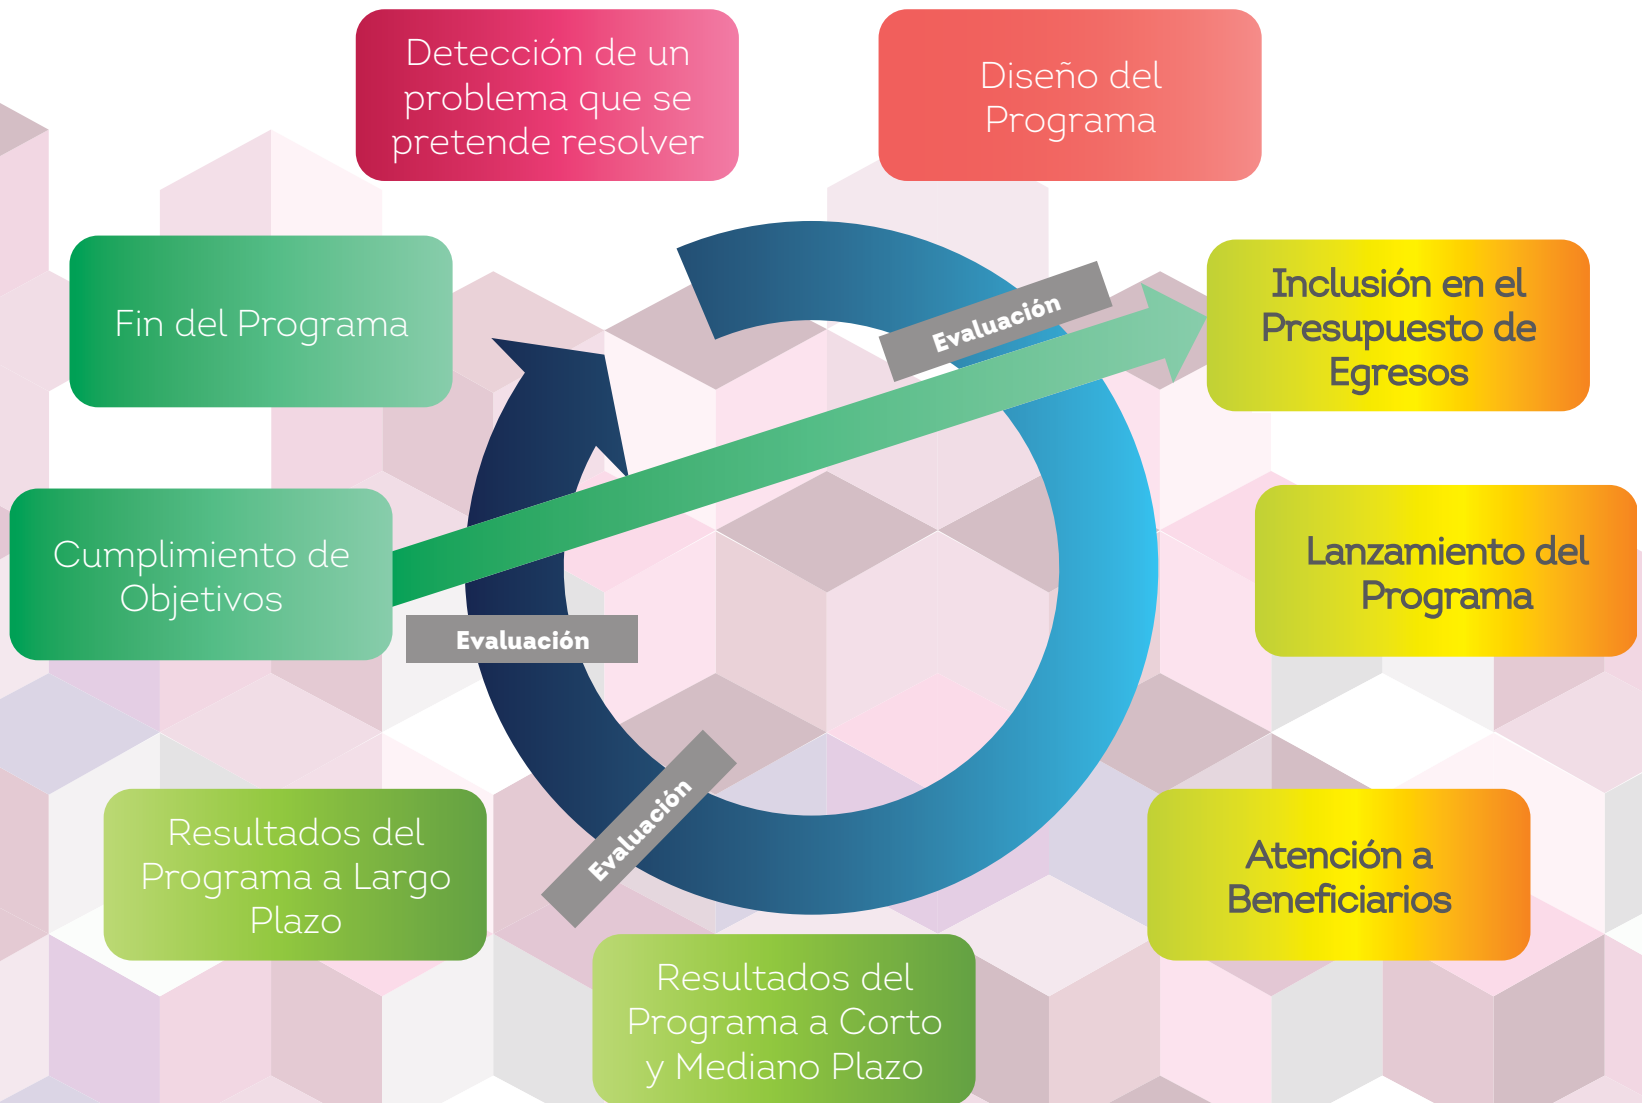 Detección de un
problema que se
pretende resolver
Diseño del
Programa
Inclusión en el
Presupuesto de
Egresos
Lanzamiento del
Programa
Atención a
Beneficiarios
Resultados del
Programa a Corto
y Mediano Plazo
Resultados del
Programa a Largo
Plazo
Cumplimiento de
Objetivos
Fin del Programa
Evaluación
Evaluación
Evaluación